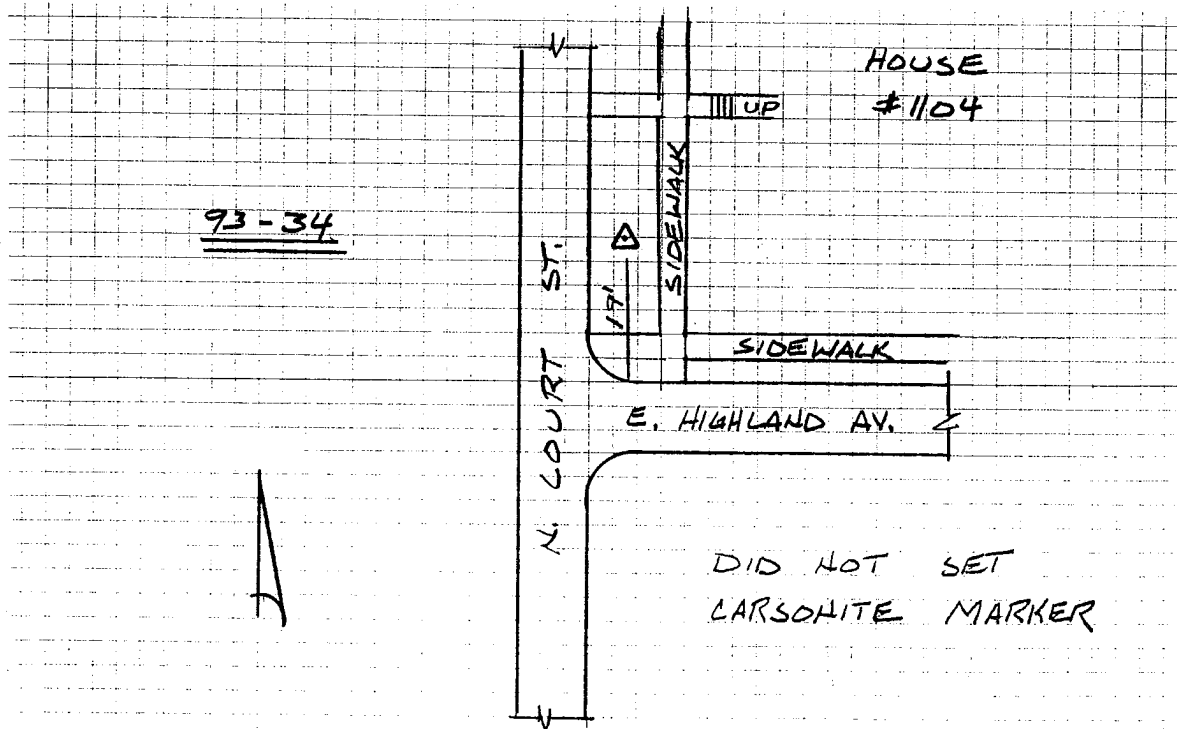 HOUSE
#1104
UP
SIDEWALK
93-34
17'
N. COURT ST.
SIDEWALK
E. HIGHLAND AV.
DID NOT SET
CARSONITE MARKER